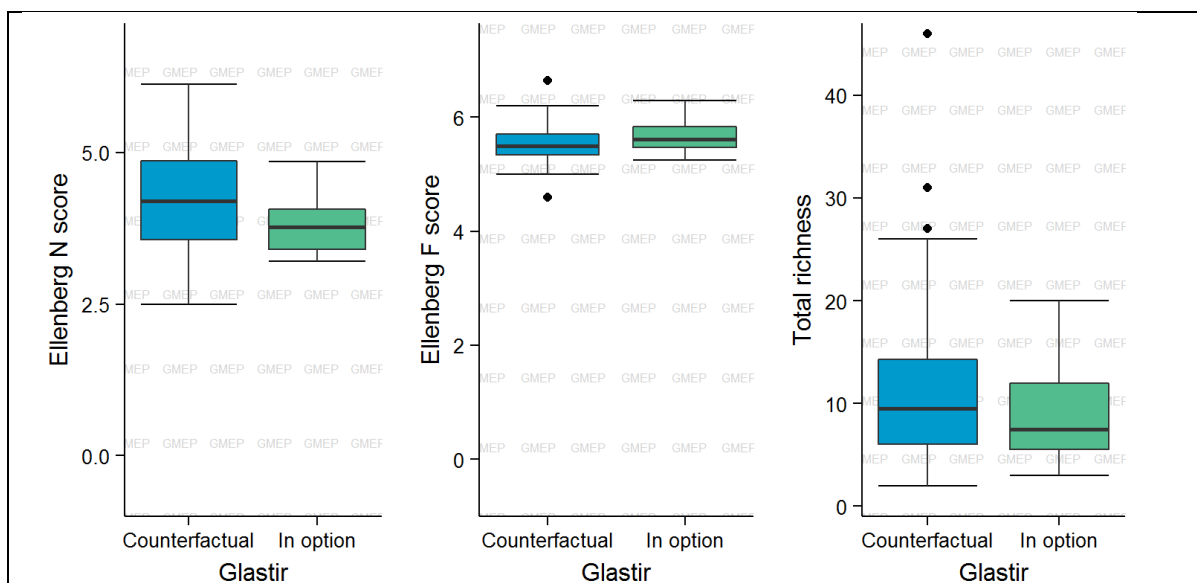 Ellenberg N score
5.0
2.5
0.0
Counterfactual In option
Glastir
Ellenberg F score
6
4
2
0
Counterfactual In option
Glastir
Total richness
40
30
20
10
0
Counterfactual In option
Glastir
GMEP